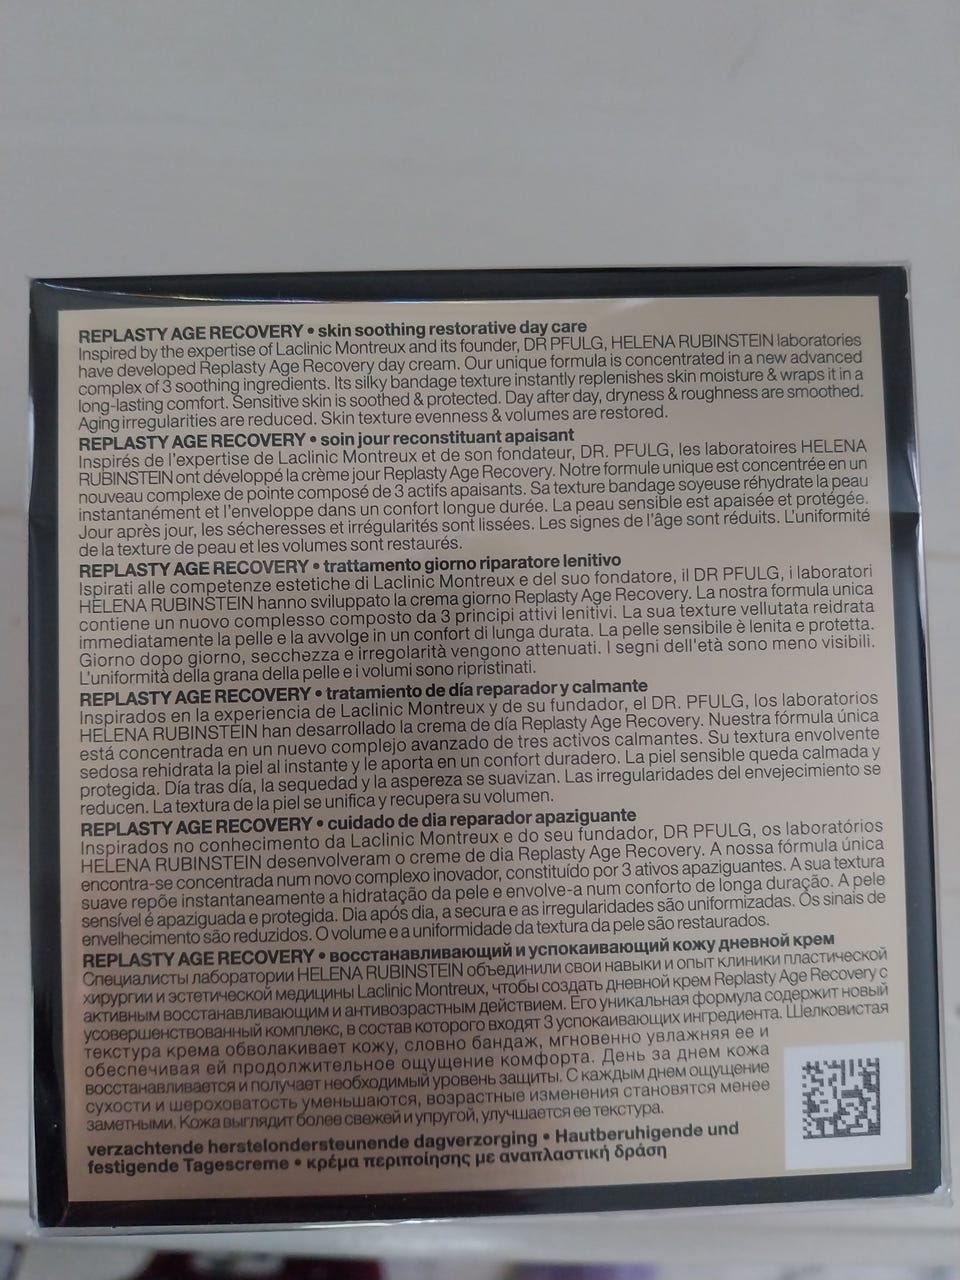 REPLASTY AGE RECOVERY • skin soothing restorative day care
Inspired by the expertise of Laclinic Montreux and its founder, DR PFULG, HELENA RUBINSTEIN laboratories
have developed Replasty Age Recovery day cream. Our unique formula is concentrated in a new advanced
complex of 3 soothing ingredients. Its silky bandage texture instantly replenishes skin moisture & wraps it in a
long-lasting comfort. Sensitive skin is soothed & protected. Day after day, dryness & roughness are smoothed.
Aging irregularities are reduced. Skin texture evenness & volumes are restored.
REPLASTY AGE RECOVERY • soin jour reconstituant apaisant
Inspirés de l'expertise de Laclinic Montreux et de son fondateur, DR. PFULG, les laboratoires HELENA
RUBINSTEIN ont développé la crème jour Replasty Age Recovery. Notre formule unique est concentrée en un
nouveau complexe de pointe composé de 3 actifs apaisants. Sa texture bandage soyeuse réhydrate la peau
instantanément et l'enveloppe dans un confort longue durée. La peau sensible est apaisée et protégée.
Jour après jour, les sécheresses et irrégularités sont lissées. Les signes de l'âge sont réduits. L'uniformité
de la texture de peau et les volumes sont restaurés.
REPLASTY AGE RECOVERY • trattamento giorno riparatore lenitivo
Ispirati alle competenze estetiche di Laclinic Montreux e del suo fondatore, il DR PFULG, i laboratori
HELENA RUBINSTEIN hanno sviluppato la crema giorno Replasty Age Recovery. La nostra formula unica
contiene un nuovo complesso composto da 3 principi attivi lenitivi. La sua texture vellutata reidrata
immediatamente la pelle e la avvolge in un confort di lunga durata. La pelle sensibile è lenita e protetta.
Giorno dopo giorno, secchezza e irregolarità vengono attenuati. I segni dell'età sono meno visibili.
L'uniformità della grana della pelle e i volumi sono ripristinati.
REPLASTY AGE RECOVERY • tratamiento de día reparador y calmante
Inspirados en la experiencia de Laclinic Montreux y de su fundador, el DR. PFULG, los laboratorios
HELENA RUBINSTEIN han desarrollado la crema de día Replasty Age Recovery. Nuestra fórmula única
está concentrada en un nuevo complejo avanzado de tres activos calmantes. Su textura envolvente
sedosa rehidrata la piel al instante y le aporta en un confort duradero. La piel sensible queda calmada y
protegida. Día tras día, la sequedad y la aspereza se suavizan. Las irregularidades del envejecimiento se
reducen. La textura de la piel se unifica y recupera su volumen.
REPLASTY AGE RECOVERY • cuidado de dia reparador apaziguante
Inspirados no conhecimento da Laclinic Montreux e do seu fundador, DR PFULG, os laboratórios
HELENA RUBINSTEIN desenvolveram o creme de dia Replasty Age Recovery. A nossa fórmula única
encontra-se concentrada num novo complexo inovador, constituído por 3 ativos apaziguantes. A sua textura
suave repõe instantaneamente a hidratação da pele e envolve-a num conforto de longa duração. A pele
sensível é apaziguada e protegida. Dia após dia, a secura e as irregularidades são uniformizadas. Os sinais de
envelhecimento são reduzidos. O volume e a uniformidade da textura da pele são restaurados.
REPLASTY AGE RECOVERY • восстанавливающий и успокаивающий кожу дневной крем
Специалисты лаборатории HELENA RUBINSTEIN объединили свои навыки и опыт клиники пластической
хирургии и эстетической медицины Laclinic Montreux, чтобы создать дневной крем Replasty Age Recovery с
активным восстанавливающим и антивозрастным действием. Его уникальная формула содержит новый
усовершенствованный комплекс, в состав которого входят 3 успокаивающих ингредиента. Шелковистая
текстура крема обволакивает кожу, словно бандаж, мгновенно увлажняя ее и
обеспечивая ей продолжительное ощущение комфорта. День за днем кожа
восстанавливается и получает необходимый уровень защиты. С каждым днем ощущение
сухости и шероховатость уменьшаются, возрастные изменения становятся менее
заметными. Кожа выглядит более свежей и упругой, улучшается ее текстура.
verzachtende herstelondersteunende dagverzorging • Hautberuhigende und
festigende Tagescreme • κρέμα περιποίησης με αναπλαστική δράση